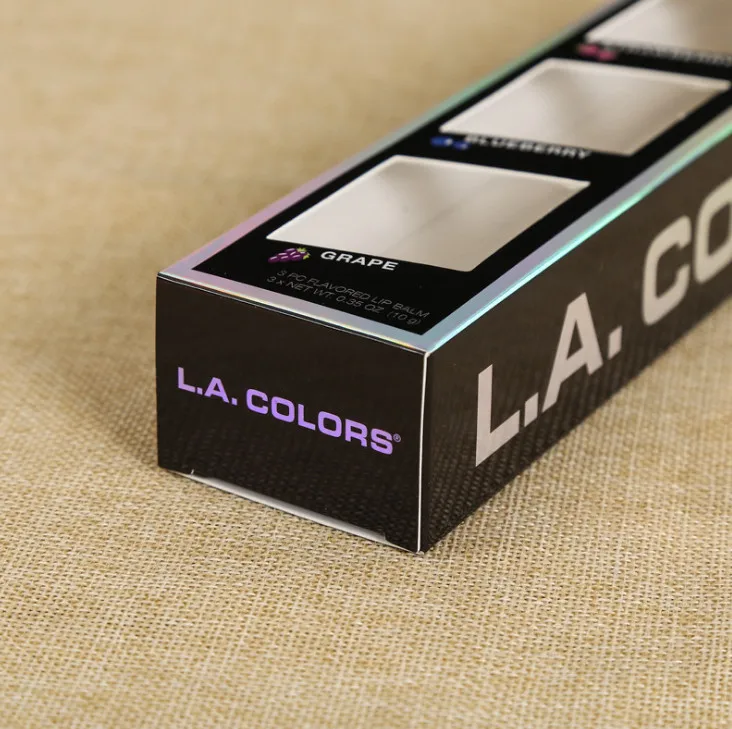 BLUEBERRY
GRAPE
3 PC FLAVORED LIP BALM
3 x NET WT. 0.35 OZ. (10 g)
L.A. COLORS®
L.A. CO